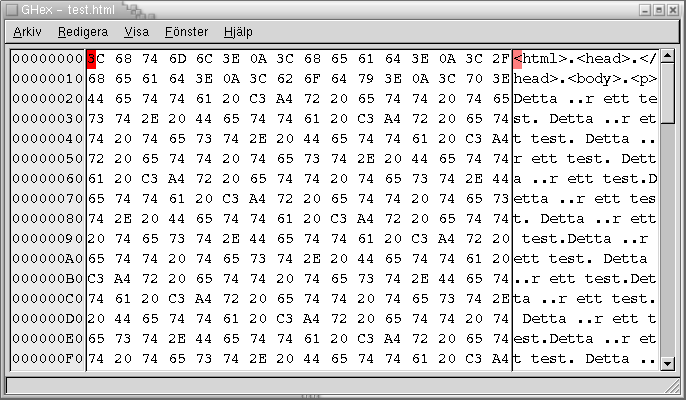 GHex - test.html
Arkiv Redigera Visa Fönster Hjälp
00000000 3C 68 74 6D 6C 3E 0A 3C 68 65 61 64 3E 0A 3C 2F <html>.<head>.</
00000010 68 65 61 64 3E 0A 3C 62 6F 64 79 3E 0A 3C 70 3E head>.<body>.<p>
00000020 44 65 74 74 61 20 C3 A4 72 20 65 74 74 20 74 65 Detta ..r ett te
00000030 73 74 2E 20 44 65 74 74 61 20 C3 A4 72 20 65 74 st. Detta ..r et
00000040 74 20 74 65 73 74 2E 20 44 65 74 74 61 20 C3 A4 t test. Detta ..
00000050 72 20 65 74 74 20 74 65 73 74 2E 20 44 65 74 74 r ett test. Dett
00000060 61 20 C3 A4 72 20 65 74 74 20 74 65 73 74 2E 44 a ..r ett test.D
00000070 65 74 74 61 20 C3 A4 72 20 65 74 74 20 74 65 73 etta ..r ett tes
00000080 74 2E 20 44 65 74 74 61 20 C3 A4 72 20 65 74 74 t. Detta ..r ett
00000090 20 74 65 73 74 2E 44 65 74 74 61 20 C3 A4 72 20  test.Detta ..r
000000A0 65 74 74 20 74 65 73 74 2E 20 44 65 74 74 61 20 ett test. Detta
000000B0 C3 A4 72 20 65 74 74 20 74 65 73 74 2E 44 65 74 ..r ett test.Det
000000C0 74 61 20 C3 A4 72 20 65 74 74 20 74 65 73 74 2E ta ..r ett test.
000000D0 20 44 65 74 74 61 20 C3 A4 72 20 65 74 74 20 74  Detta ..r ett t
000000E0 65 73 74 2E 44 65 74 74 61 20 C3 A4 72 20 65 74 est.Detta ..r et
000000F0 74 20 74 65 73 74 2E 20 44 65 74 74 61 20 C3 A4 t test. Detta ..